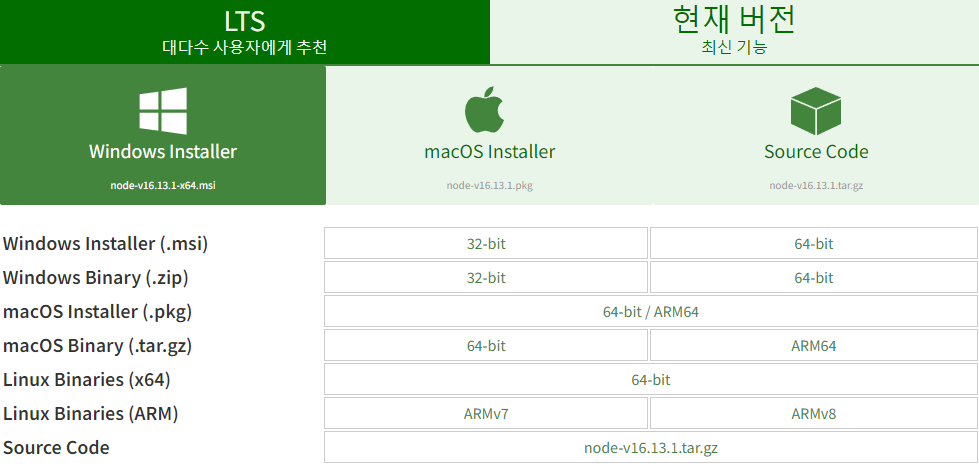 LTS
대다수 사용자에게 추천
현재 버전
최신 기능
Windows Installer
node-v16.13.1-x64.msi
macOS Installer
node-v16.13.1.pkg
Source Code
node-v16.13.1.tar.gz
Windows Installer (.msi) 32-bit 64-bit
Windows Binary (.zip) 32-bit 64-bit
macOS Installer (.pkg) 64-bit / ARM64
macOS Binary (.tar.gz) 64-bit ARM64
Linux Binaries (x64) 64-bit
Linux Binaries (ARM) ARMv7 ARMv8
Source Code node-v16.13.1.tar.gz